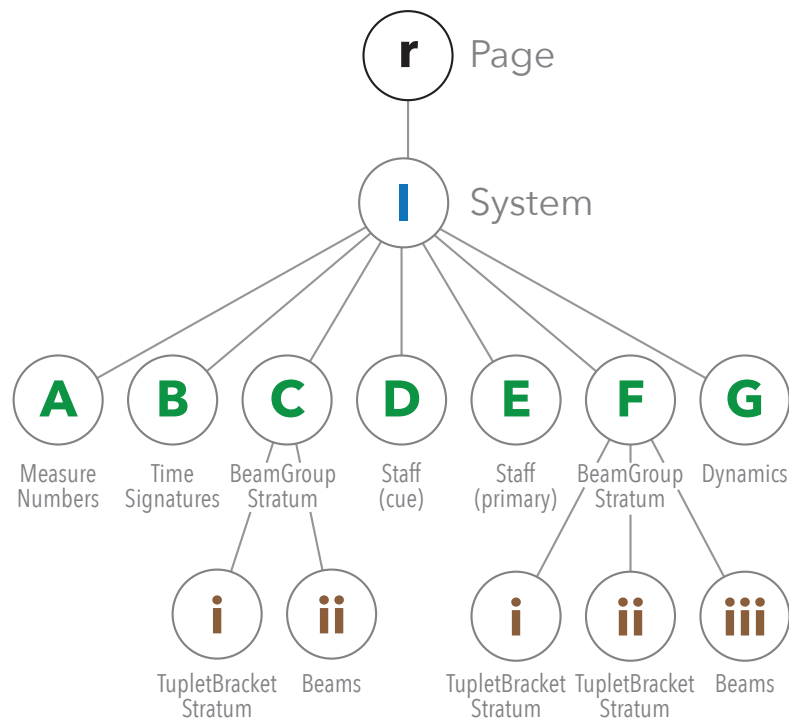 r Page
I System
A B C D E F G
Measure Time BeamGroup Staff Staff BeamGroup Dynamics
Numbers Signatures Stratum (cue) (primary) Stratum
i ii i ii iii
TupletBracket Beams TupletBracket TupletBracket Beams
Stratum Stratum Stratum